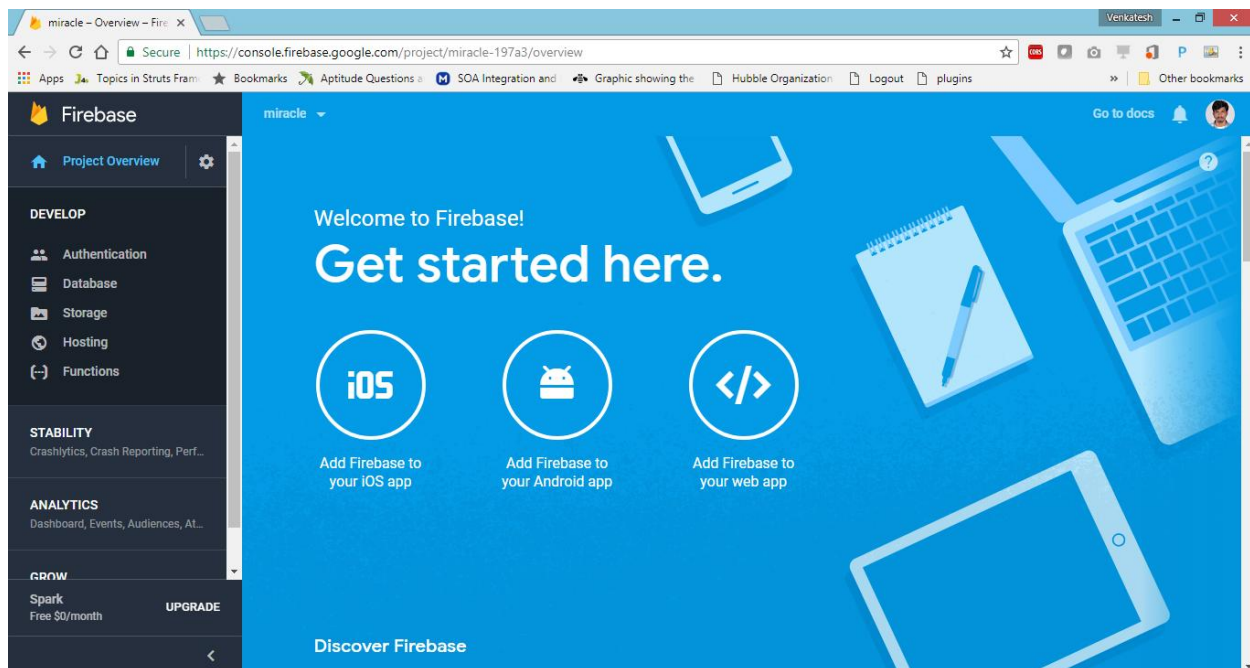 miracle – Overview – Fire
Venkatesh
Secure
https://console.firebase.google.com/project/miracle-197a3/overview
CORS
P
Apps
Topics in Struts Fram
Bookmarks
Aptitude Questions a
M
SOA Integration and
Graphic showing the
Hubble Organization
Logout
plugins
»
Other bookmarks
Firebase
miracle
Go to docs
Project Overview
?
DEVELOP
Authentication
Database
Storage
Hosting
Functions
STABILITY
Crashlytics, Crash Reporting, Perf...
ANALYTICS
Dashboard, Events, Audiences, At...
GROW
Spark
Free $0/month
UPGRADE
Welcome to Firebase!
Get started here.
iOS
</>
Add Firebase to
your iOS app
Add Firebase to
your Android app
Add Firebase to
your web app
Discover Firebase